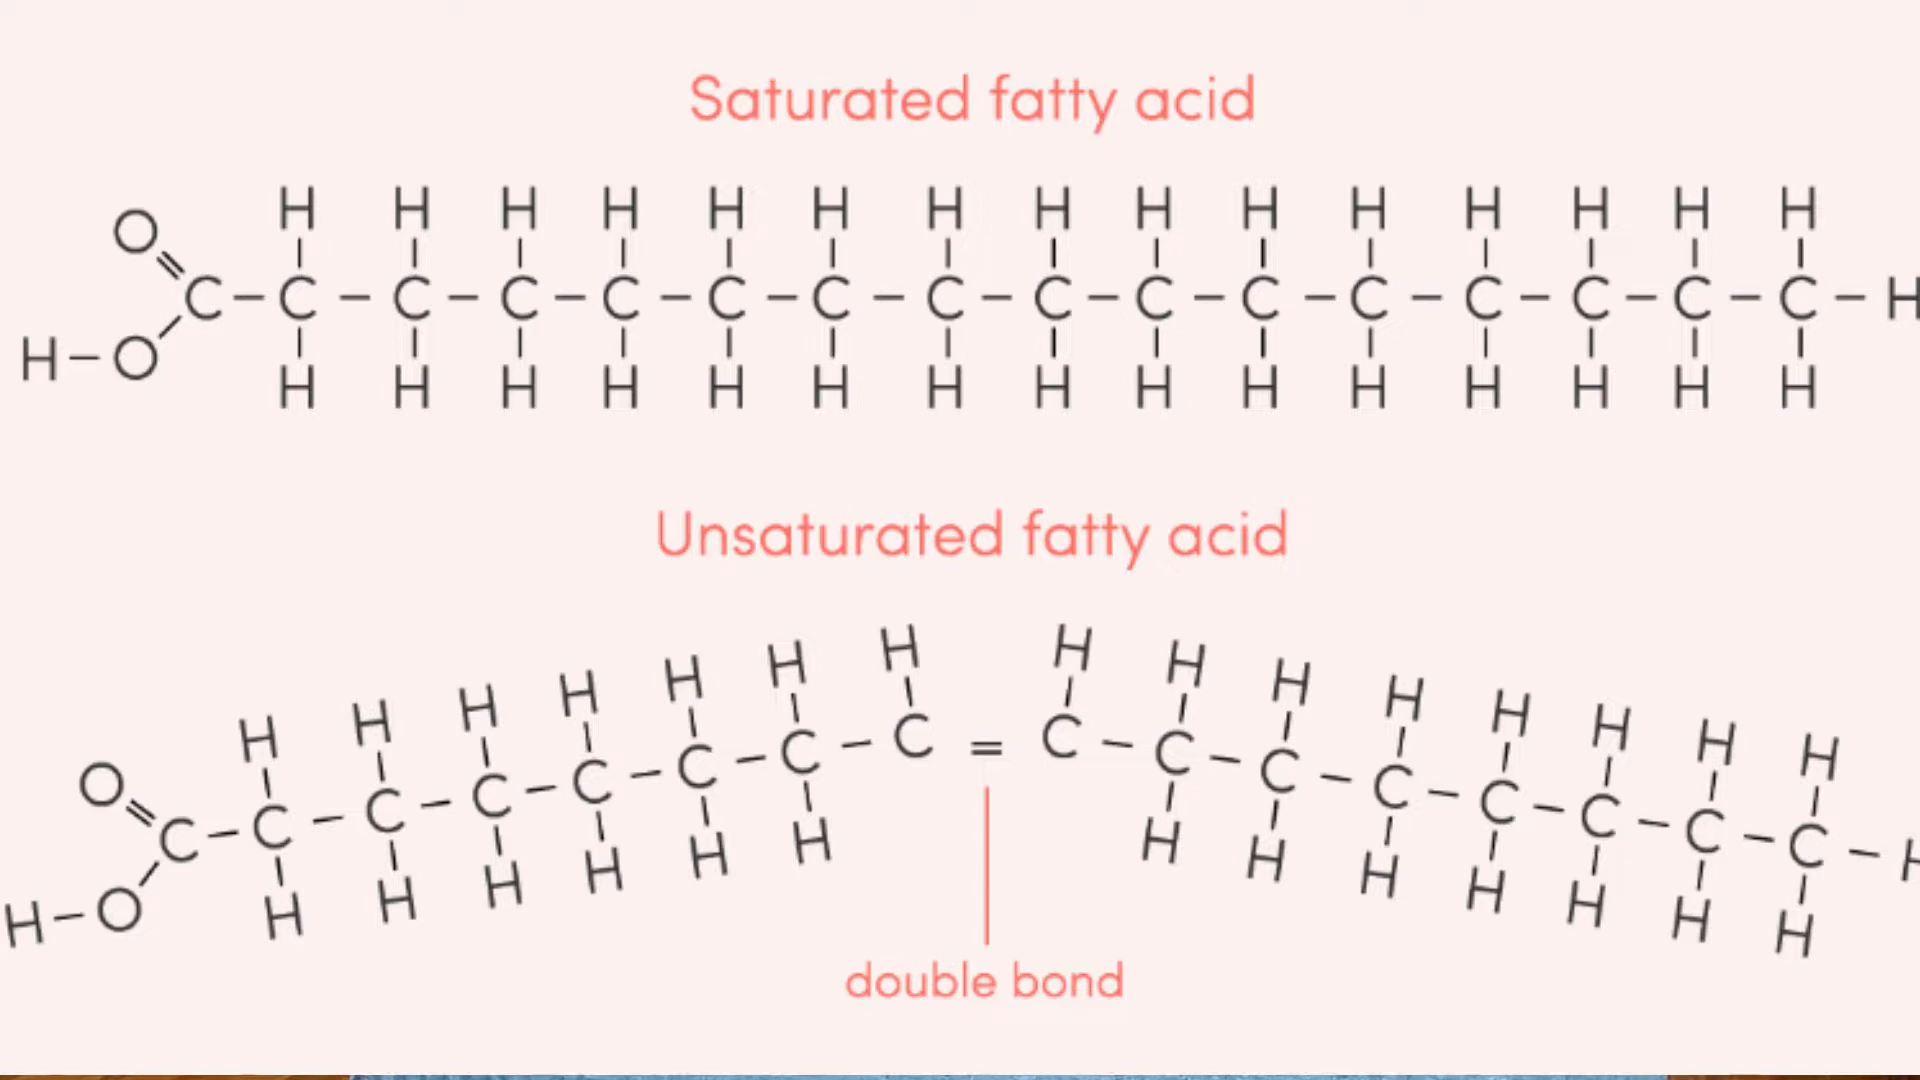 Saturated fatty acid
H H H H H H H H H H H H H H H
O
C – C – C – C – C – C – C – C – C – C – C – C – C – C – C – C – H
H – O
H H H H H H H H H H H H H H H
Unsaturated fatty acid
H H H H H H H H H H H H H H H
O
C – C – C – C – C – C – C – C = C – C – C – C – C – C – C – C – H
H – O
H H H H H H H H H H H H H
double bond